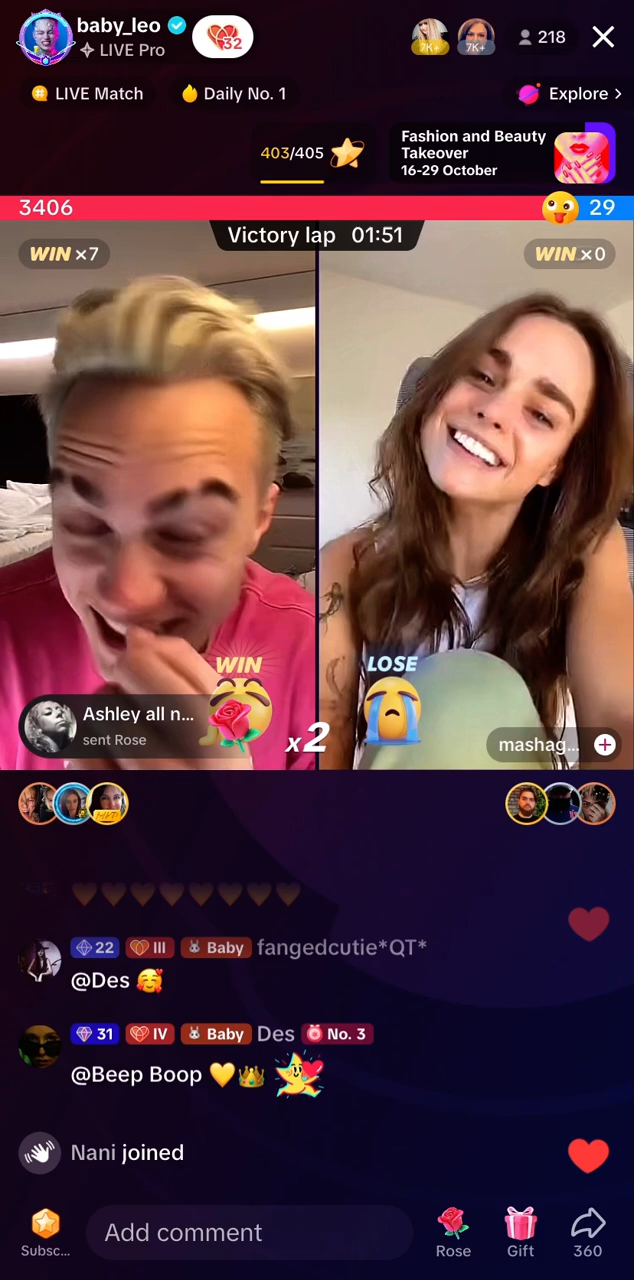 baby_leo
LIVE Pro
32
7K+
7K+
218
LIVE Match
Daily No. 1
Explore >
403/405
Fashion and Beauty
Takeover
16-29 October
3406
29
Victory lap 01:51
WIN x7
WIN x0
WIN
LOSE
Ashley all n...
sent Rose
x2
mashag...
22 III Baby fangedcutie*QT*
@Des 🥰
31 IV Baby Des No. 3
@Beep Boop 💛👑
Nani joined
Subsc...
Add comment
Rose
Gift
360